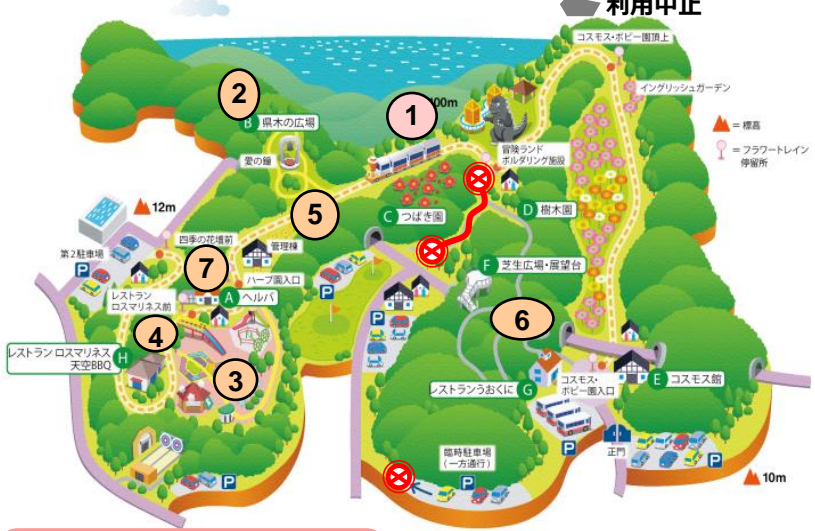 利用中止
コスモス・ポピー園頂上
イングリッシュガーデン
= 標高
= フラワートレイン
停留所
1
00m
2
B 県木の広場
愛の鐘
冒険ランド
ボルダリング施設
12m
5
C つばき園
D 樹木園
四季の花壇前
第2駐車場
P
管理棟
7
ハーブ園入口
F 芝生広場・展望台
レストラン
ロスマリネス前
A ヘルバ
P
6
4
P
レストラン ロスマリネス
天空BBQ
H
3
レストランうおくに G
コスモス・
ポピー園入口
E コスモス館
臨時駐車場
(一方通行)
正門
P
P
P
P
10m